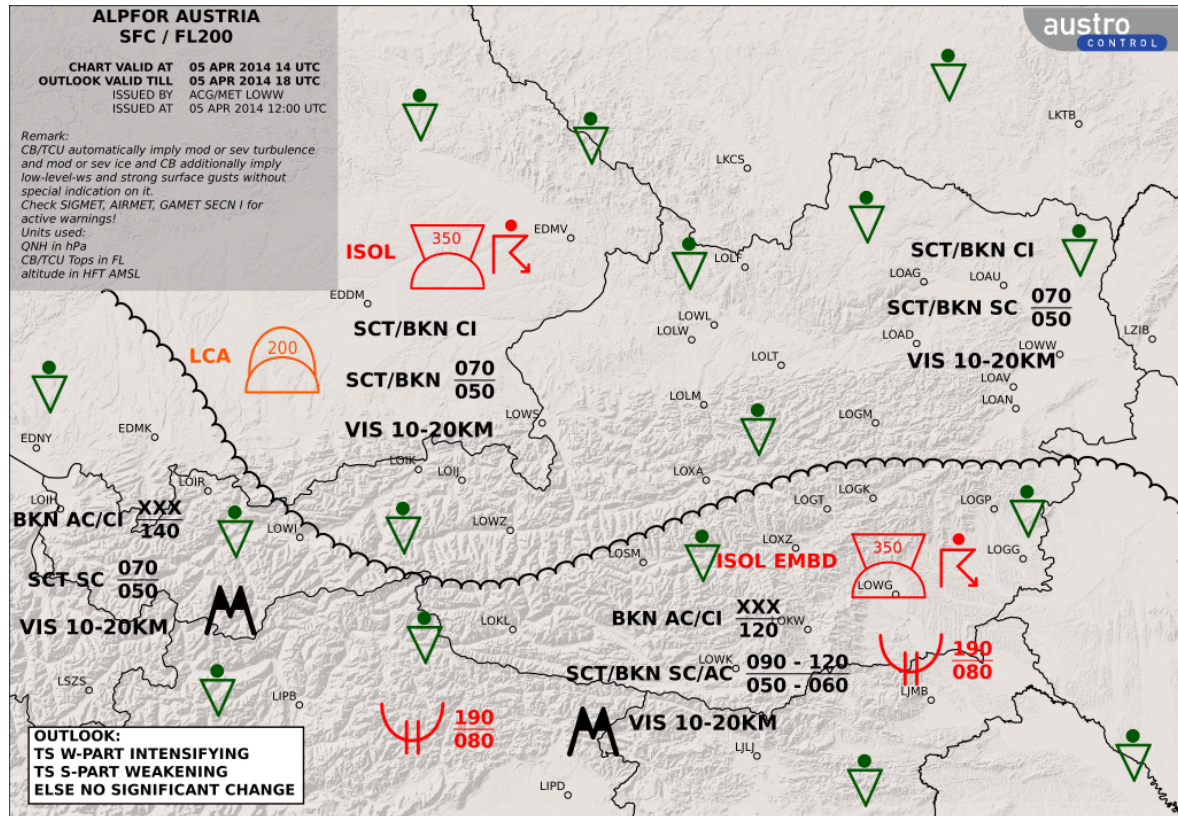 ALPFOR AUSTRIA
SFC / FL200
CHART VALID AT 05 APR 2014 14 UTC
OUTLOOK VALID TILL 05 APR 2014 18 UTC
ISSUED BY ACG/MET LOWW
ISSUED AT 05 APR 2014 12:00 UTC
Remark:
CB/TCU automatically imply mod or sev turbulence
and mod or sev ice and CB additionally imply
low-level-ws and strong surface gusts without
special indication on it.
Check SIGMET, AIRMET, GAMET SECN I for
active warnings!
Units used:
QNH in hPa
CB/TCU Tops in FL
altitude in HFT AMSL
austro
CONTROL
LKTB
LKCS
EDMV
ISOL
350
LOLF
SCT/BKN CI
LOAG
LOAU
EDDM
SCT/BKN SC 070
050
LOWL
LOLW
LOAD
LZIB
LOWW
VIS 10-20KM
SCT/BKN CI
LCA
200
LOLT
SCT/BKN 070
050
LOAV
LOAN
LOLM
LOGM
LOWS
VIS 10-20KM
EDNY
EDMK
LOIK
LOIJ
LOXA
LOIR
LOIH
LOGT
LOGK
LOGP
BKN AC/CI XXX
140
LOWI
LOWZ
LOSM
LOXZ
LOGG
ISOL EMBD
350
LOWG
SCT SC 070
050
VIS 10-20KM
BKN AC/CI XXX
120
LOKL
OKW
LOWK
SCT/BKN SC/AC 090 - 120
050 - 060
190
080
LSZS
LIPB
LJMB
190
080
VIS 10-20KM
LJLJ
LIPD
OUTLOOK:
TS W-PART INTENSIFYING
TS S-PART WEAKENING
ELSE NO SIGNIFICANT CHANGE